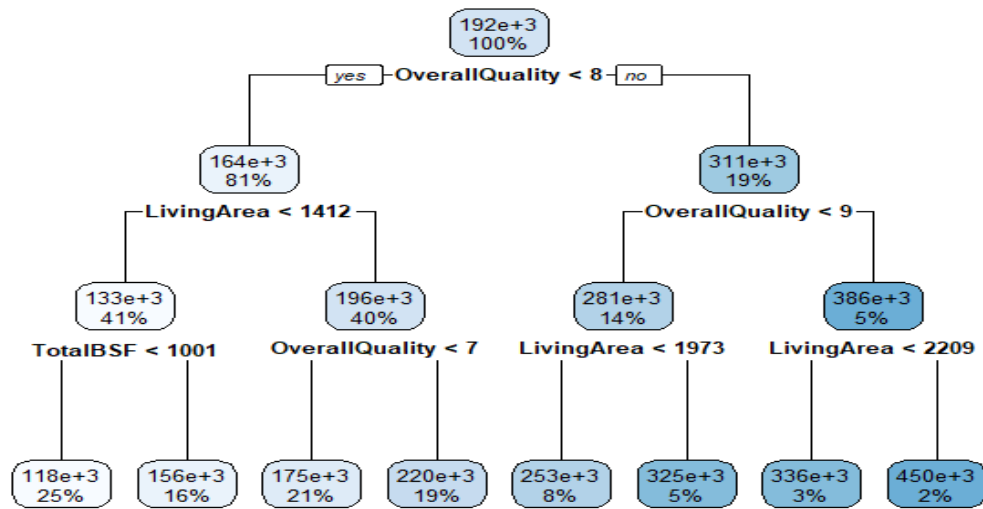 192e+3
100%
yes OverallQuality < 8 no
164e+3
81%
311e+3
19%
LivingArea < 1412
OverallQuality < 9
133e+3
41%
196e+3
40%
281e+3
14%
386e+3
5%
TotalBSF < 1001
OverallQuality < 7
LivingArea < 1973
LivingArea < 2209
118e+3
25%
156e+3
16%
175e+3
21%
220e+3
19%
253e+3
8%
325e+3
5%
336e+3
3%
450e+3
2%